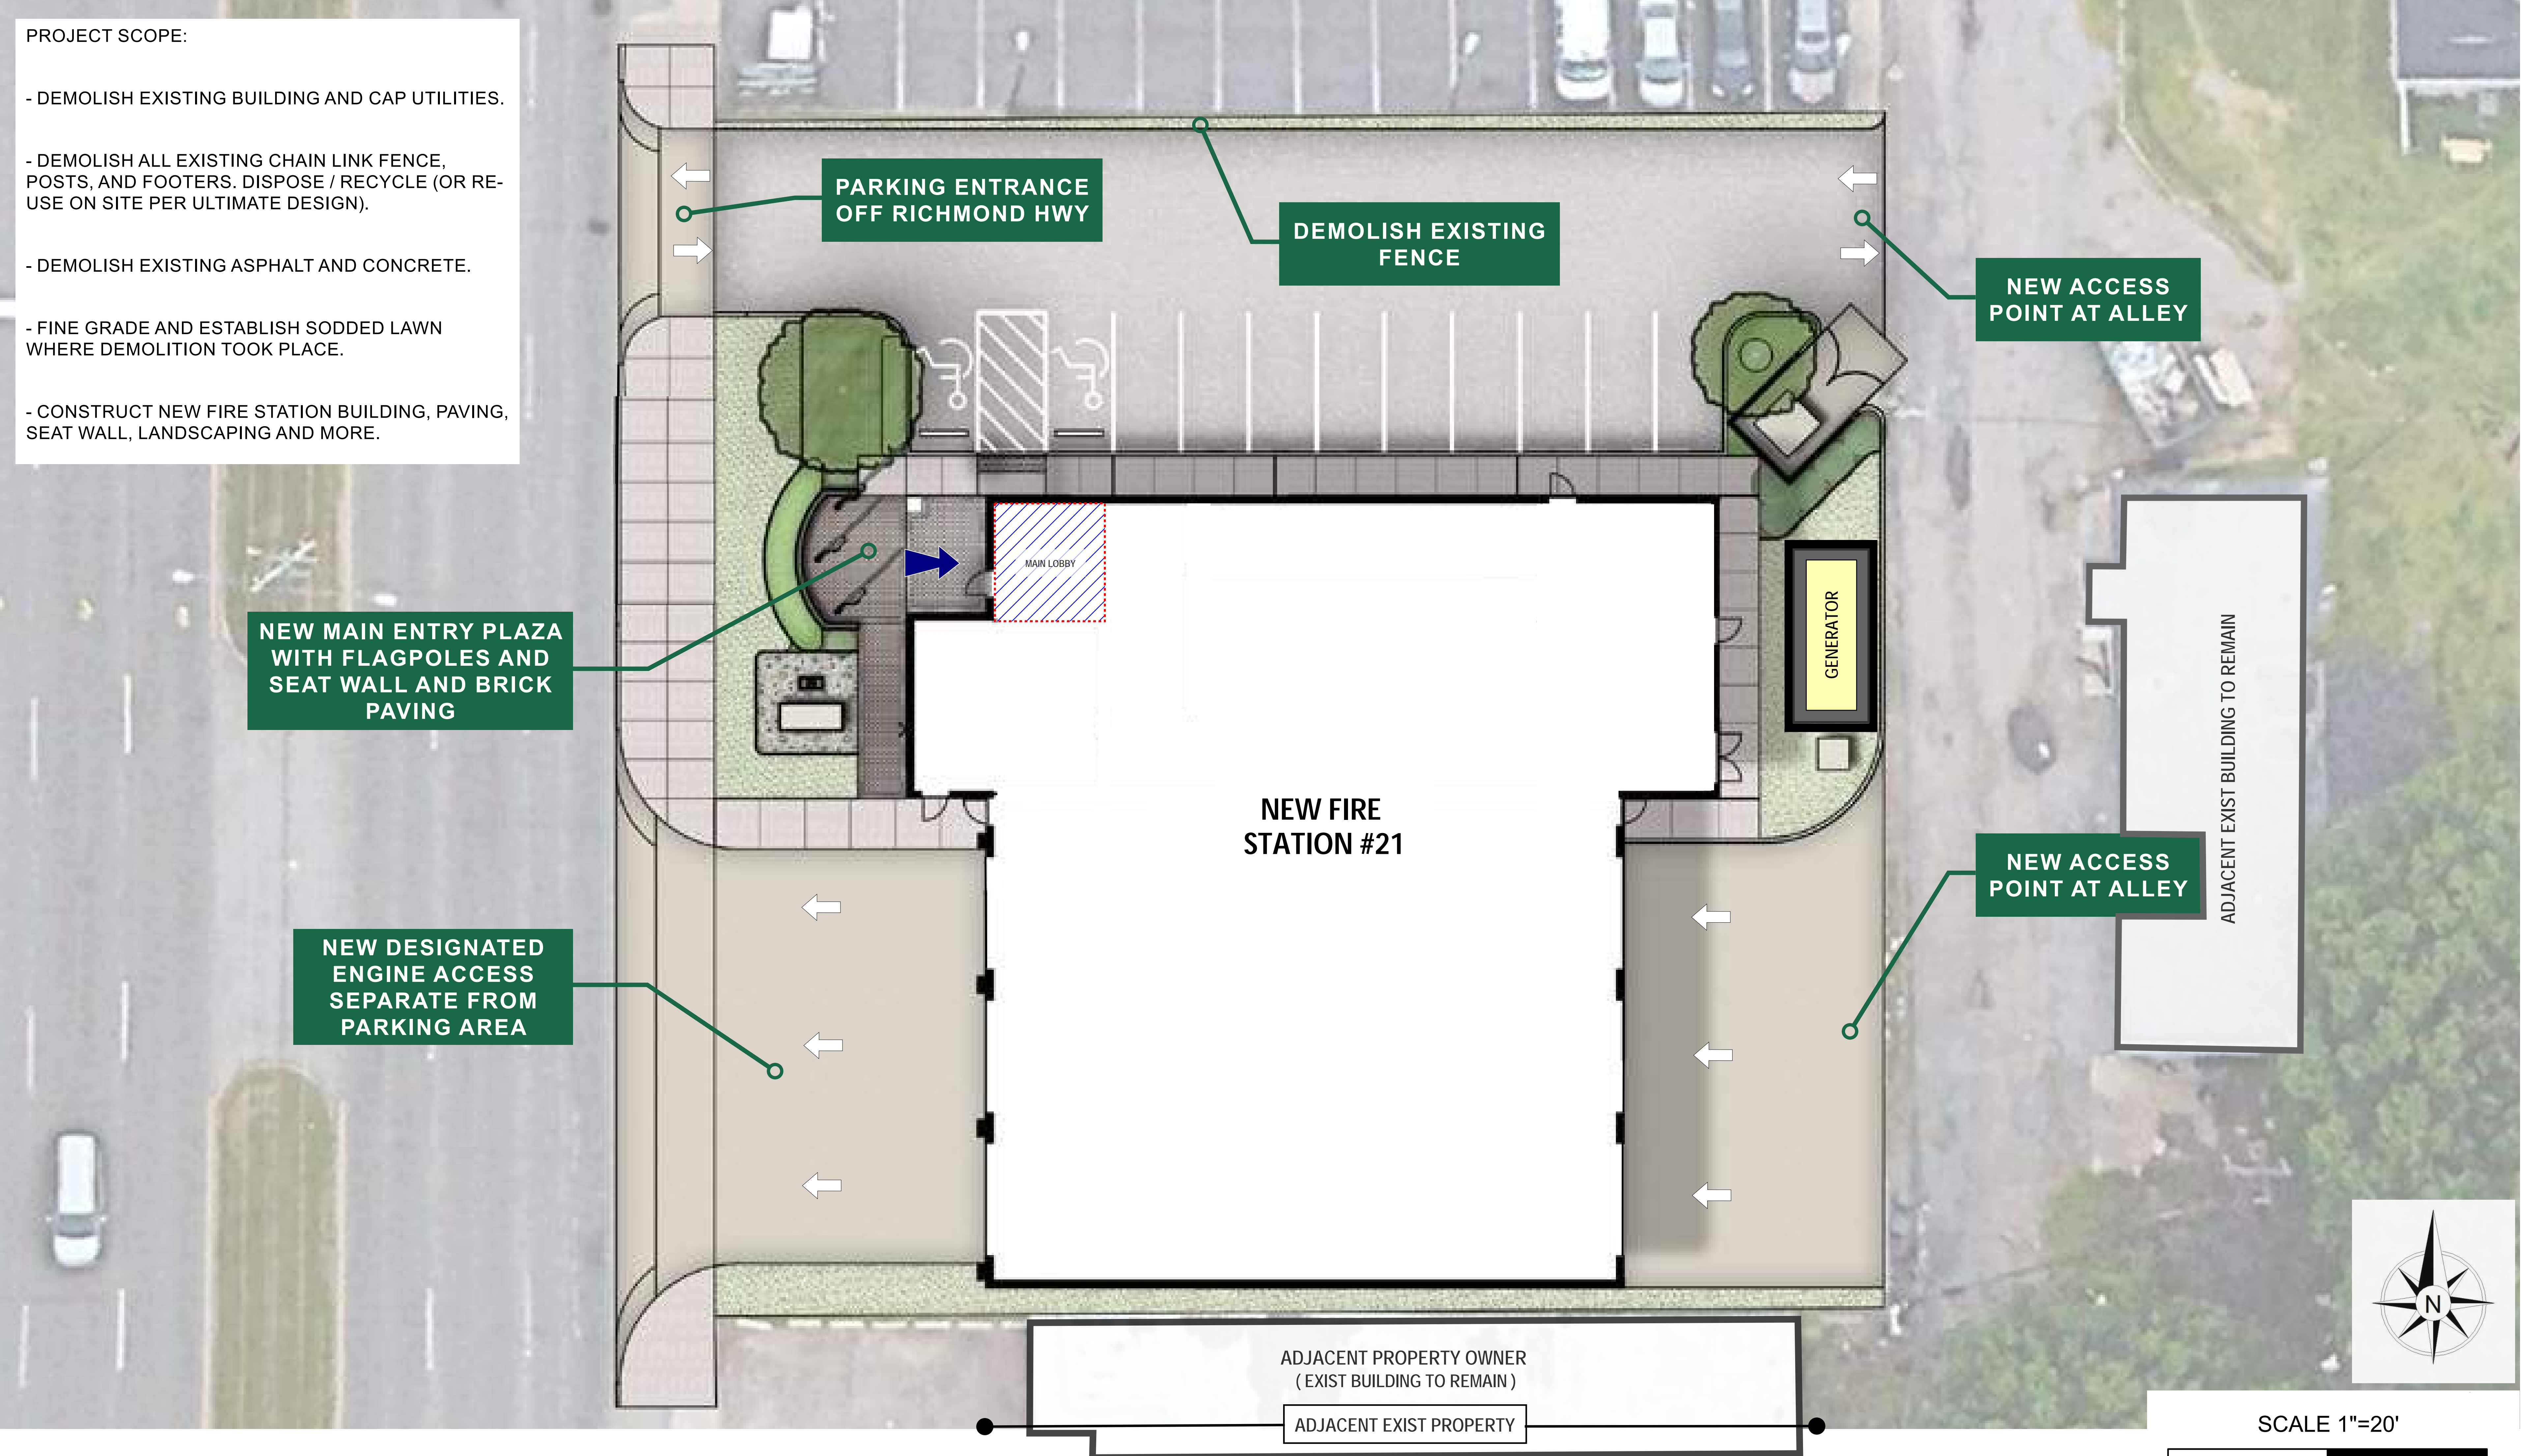 PROJECT SCOPE:
- DEMOLISH EXISTING BUILDING AND CAP UTILITIES.
- DEMOLISH ALL EXISTING CHAIN LINK FENCE,
POSTS, AND FOOTERS. DISPOSE / RECYCLE (OR RE-
USE ON SITE PER ULTIMATE DESIGN).
- DEMOLISH EXISTING ASPHALT AND CONCRETE.
- FINE GRADE AND ESTABLISH SODDED LAWN
WHERE DEMOLITION TOOK PLACE.
- CONSTRUCT NEW FIRE STATION BUILDING, PAVING,
SEAT WALL, LANDSCAPING AND MORE.
PARKING ENTRANCE
OFF RICHMOND HWY
DEMOLISH EXISTING
FENCE
NEW ACCESS
POINT AT ALLEY
MAIN LOBBY
NEW MAIN ENTRY PLAZA
WITH FLAGPOLES AND
SEAT WALL AND BRICK
PAVING
GENERATOR
ADJACENT EXIST BUILDING TO REMAIN
NEW FIRE
STATION #21
NEW ACCESS
POINT AT ALLEY
NEW DESIGNATED
ENGINE ACCESS
SEPARATE FROM
PARKING AREA
N
ADJACENT PROPERTY OWNER
( EXIST BUILDING TO REMAIN )
ADJACENT EXIST PROPERTY
SCALE 1"=20'